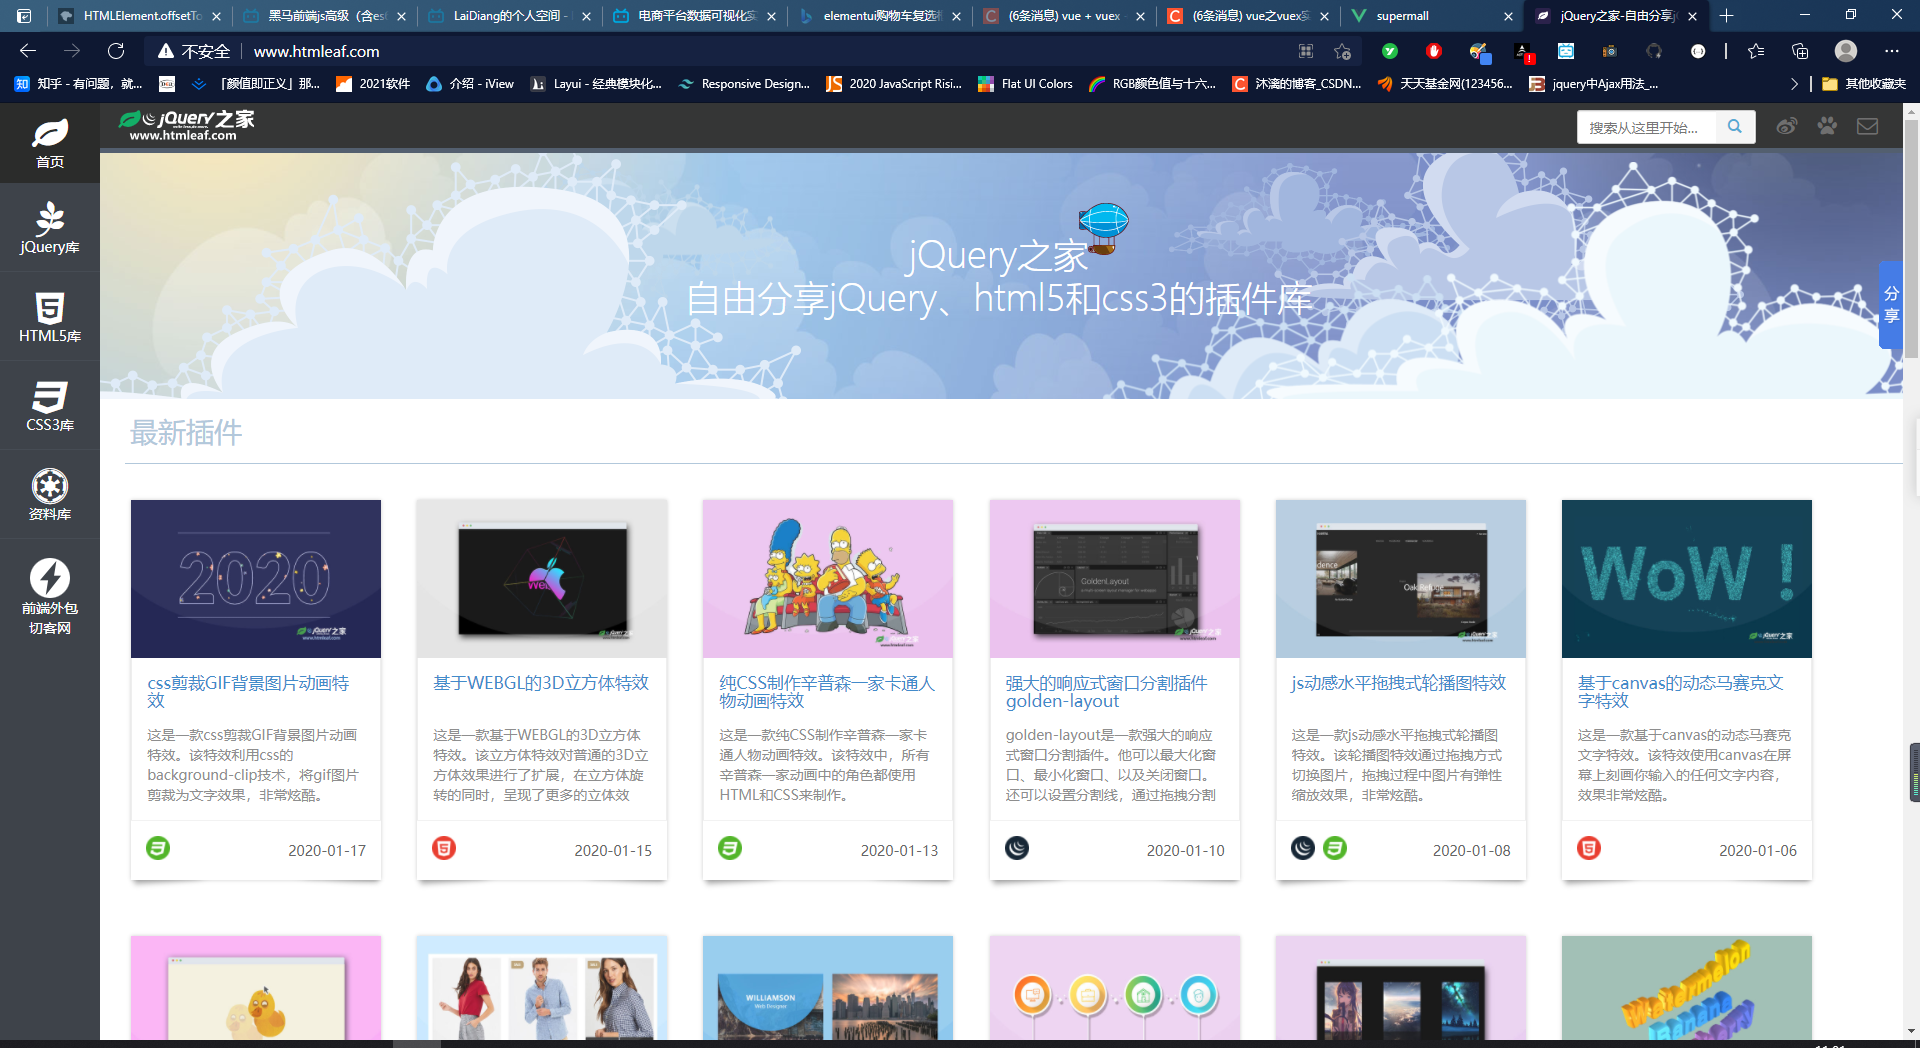 HTMLElement.offsetTo
黑马前端js高级（含es
LaiDiang的个人空间 -
电商平台数据可视化实
elementui购物车复选框
(6条消息) vue + vuex
(6条消息) vue之vuex实
supermall
jQuery之家-自由分享jQ
不安全
www.htmleaf.com
知乎 - 有问题，就...
「颜值即正义」那...
2021软件
介绍 - iView
Layui - 经典模块化...
Responsive Design...
2020 JavaScript Risi...
Flat UI Colors
RGB颜色值与十六...
沐漓的博客_CSDN...
天天基金网(123456...
jquery中Ajax用法_...
其他收藏夹
首页
jQuery库
HTML5库
CSS3库
资料库
前端外包
切客网
jQuery之家
www.htmleaf.com
搜索从这里开始...
jQuery之家
自由分享jQuery、html5和css3的插件库
分
享
最新插件
2020
css剪裁GIF背景图片动画特
效
这是一款css剪裁GIF背景图片动画
特效。该特效利用css的
background-clip技术，将gif图片
剪裁为文字效果，非常炫酷。
2020-01-17
基于WEBGL的3D立方体特效
这是一款基于WEBGL的3D立方体
特效。该立方体特效对普通的3D立
方体效果进行了扩展，在立方体旋
转的同时，呈现了更多的立体效
2020-01-15
纯CSS制作辛普森一家卡通人
物动画特效
这是一款纯CSS制作辛普森一家卡
通人物动画特效。该特效中，所有
辛普森一家动画中的角色都使用
HTML和CSS来制作。
2020-01-13
GoldenLayout
强大的响应式窗口分割插件
golden-layout
golden-layout是一款强大的响应
式窗口分割插件。他可以最大化窗
口、最小化窗口、以及关闭窗口。
还可以设置分割线，通过拖拽分割
2020-01-10
dence
Oak Refuge
js动感水平拖拽式轮播图特效
这是一款js动感水平拖拽式轮播图
特效。该轮播图特效通过拖拽方式
切换图片，拖拽过程中图片有弹性
缩放效果，非常炫酷。
2020-01-08
WoW !
基于canvas的动态马赛克文
字特效
这是一款基于canvas的动态马赛克
文字特效。该特效使用canvas在屏
幕上刻画你输入的任何文字内容，
效果非常炫酷。
2020-01-06
WILLIAMSON
Web Designer
Watermelon
Banana